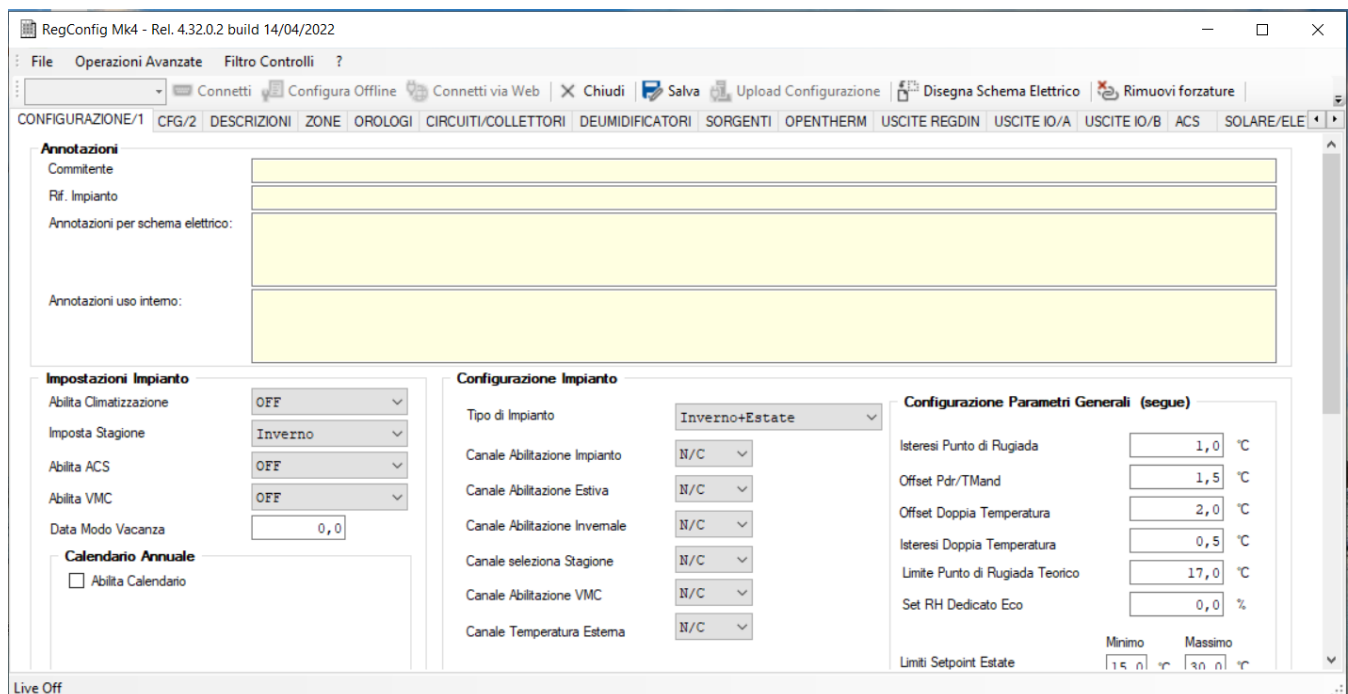 RegConfig Mk4 - Rel. 4.32.0.2 build 14/04/2022
File Operazioni Avanzate Filtro Controlli ?
Connetti Configura Offline Connetti via Web Chiudi Salva Upload Configurazione Disegna Schema Elettrico Rimuovi forzature
CONFIGURAZIONE/1 CFG/2 DESCRIZIONI ZONE OROLOGI CIRCUITI/COLLETTORI DEUMIDIFICATORI SORGENTI OPENTHERM USCITE REGDIN USCITE IO/A USCITE IO/B ACS SOLARE/ELE
Annotazioni
Commitente
Rif. Impianto
Annotazioni per schema elettrico:
Annotazioni uso interno:
Impostazioni Impianto
Abilita Climatizzazione OFF
Imposta Stagione Inverno
Abilita ACS OFF
Abilita VMC OFF
Data Modo Vacanza 0,0
Calendario Annuale
Abilita Calendario
Configurazione Impianto
Tipo di Impianto Inverno+Estate
Canale Abilitazione Impianto N/C
Canale Abilitazione Estiva N/C
Canale Abilitazione Invernale N/C
Canale seleziona Stagione N/C
Canale Abilitazione VMC N/C
Canale Temperatura Esterna N/C
Configurazione Parametri Generali (segue)
Isteresi Punto di Rugiada 1,0 °C
Offset Pdr/TMand 1,5 °C
Offset Doppia Temperatura 2,0 °C
Isteresi Doppia Temperatura 0,5 °C
Limite Punto di Rugiada Teorico 17,0 °C
Set RH Dedicato Eco 0,0 %
Minimo Massimo
Limiti Setpoint Estate 15,0 °C 30,0 °C
Live Off